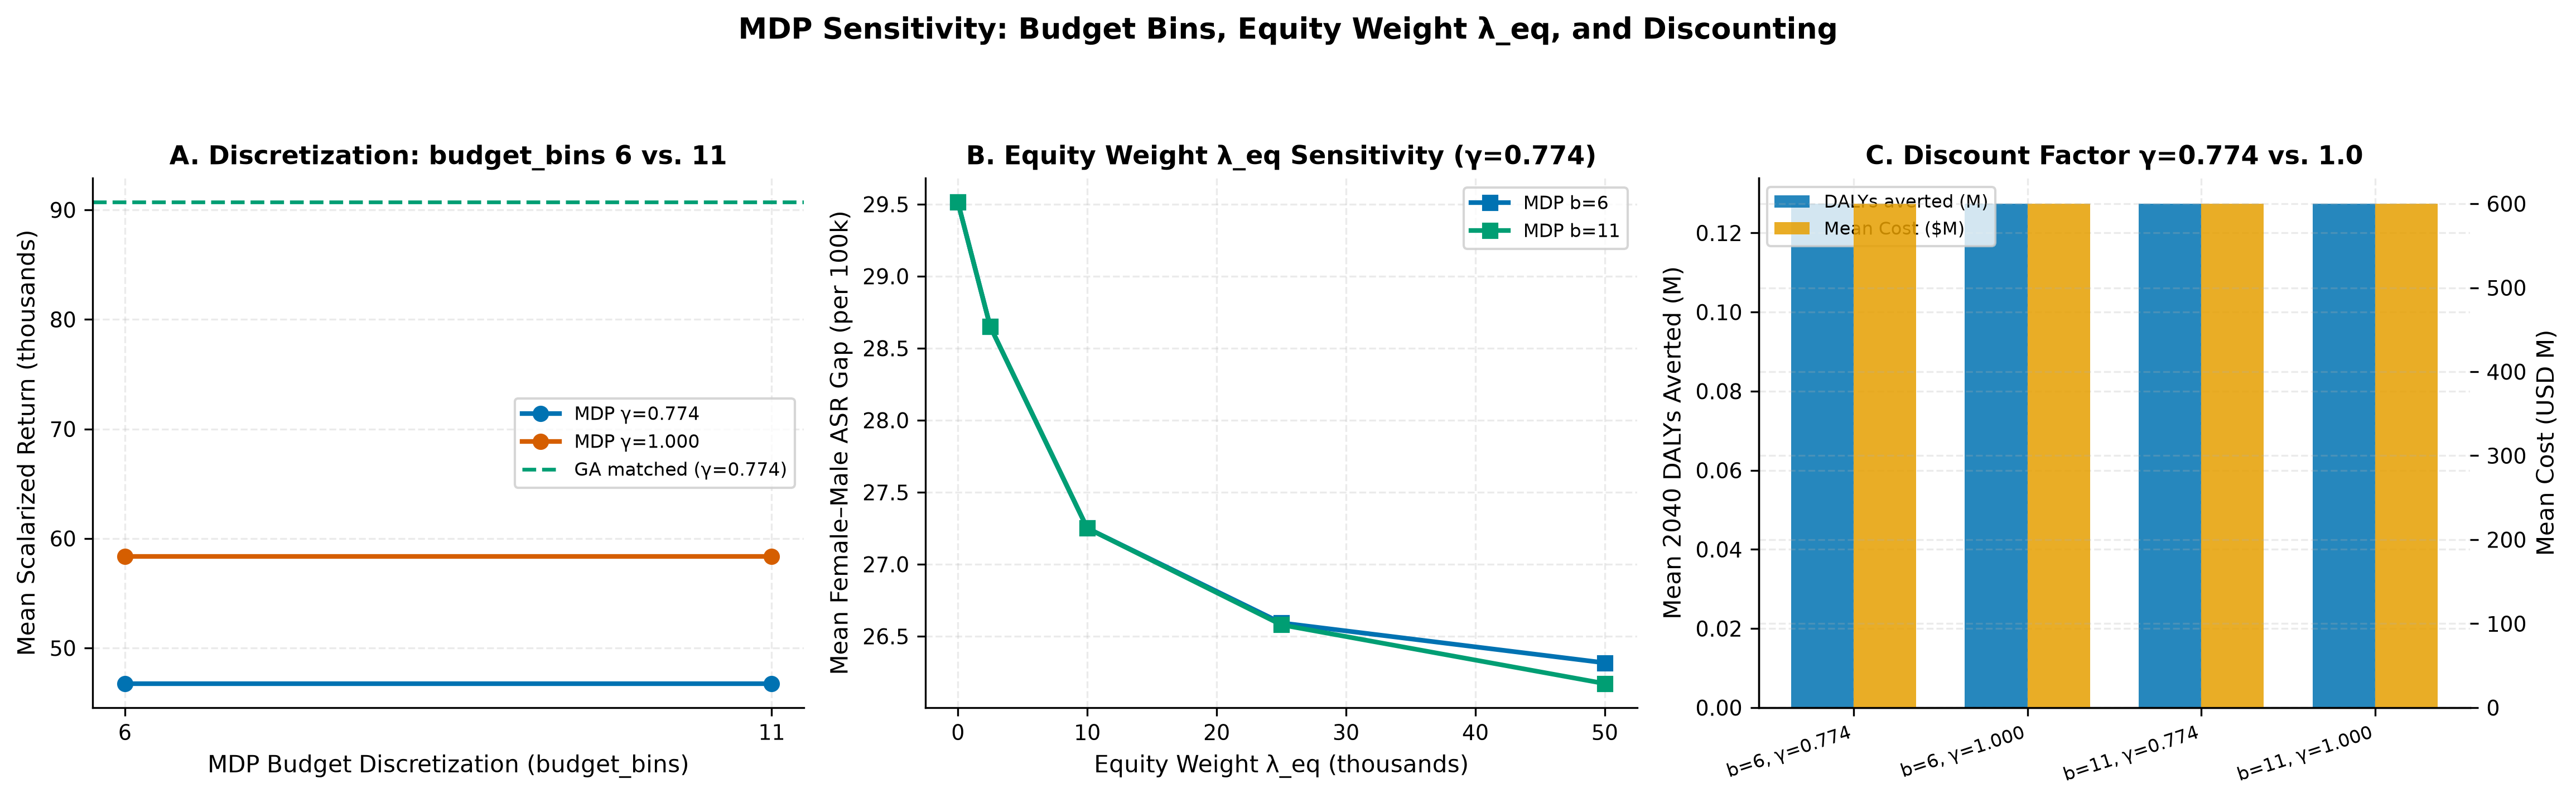 MDP Sensitivity: Budget Bins, Equity Weight λ_eq, and Discounting
A. Discretization: budget_bins 6 vs. 11
Mean Scalarized Return (thousands)
90
80
70
60
50
MDP γ=0.774
MDP γ=1.000
GA matched (γ=0.774)
6
11
MDP Budget Discretization (budget_bins)
B. Equity Weight λ_eq Sensitivity (γ=0.774)
Mean Female–Male ASR Gap (per 100k)
29.5
29.0
28.5
28.0
27.5
27.0
26.5
MDP b=6
MDP b=11
0
10
20
30
40
50
Equity Weight λ_eq (thousands)
C. Discount Factor γ=0.774 vs. 1.0
Mean 2040 DALYs Averted (M)
0.12
0.10
0.08
0.06
0.04
0.02
0.00
DALYs averted (M)
Mean Cost ($M)
600
500
400
300
200
100
0
Mean Cost (USD M)
b=6, γ=0.774
b=6, γ=1.000
b=11, γ=0.774
b=11, γ=1.000